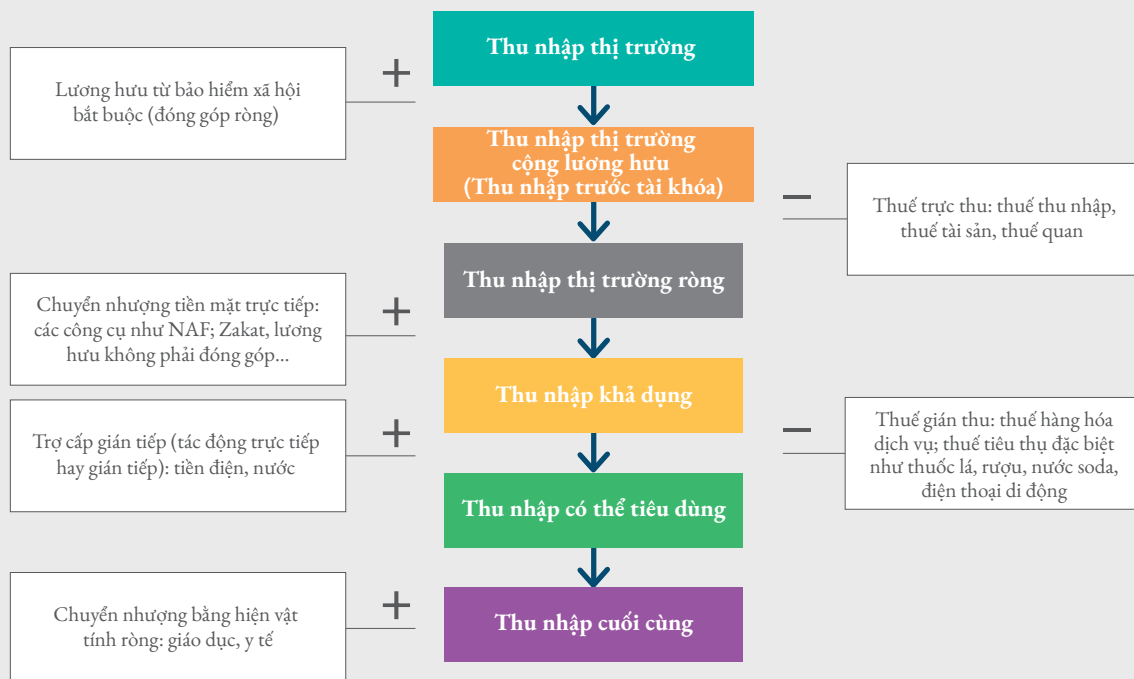 Thu nhập thị trường
+
Lương hưu từ bảo hiểm xã hội
bắt buộc (đóng góp ròng)
Thu nhập thị trường
cộng lương hưu
(Thu nhập trước tài khóa)
−
Thuế trực thu: thuế thu nhập,
thuế tài sản, thuế quan
Thu nhập thị trường ròng
+
Chuyển nhượng tiền mặt trực tiếp:
các công cụ như NAF; Zakat, lương
hưu không phải đóng góp...
Thu nhập khả dụng
+
Trợ cấp gián tiếp (tác động trực tiếp
hay gián tiếp): tiền điện, nước
−
Thuế gián thu: thuế hàng hóa
dịch vụ; thuế tiêu thụ đặc biệt
như thuốc lá, rượu, nước soda,
điện thoại di động
Thu nhập có thể tiêu dùng
+
Chuyển nhượng bằng hiện vật
tính ròng: giáo dục, y tế
Thu nhập cuối cùng